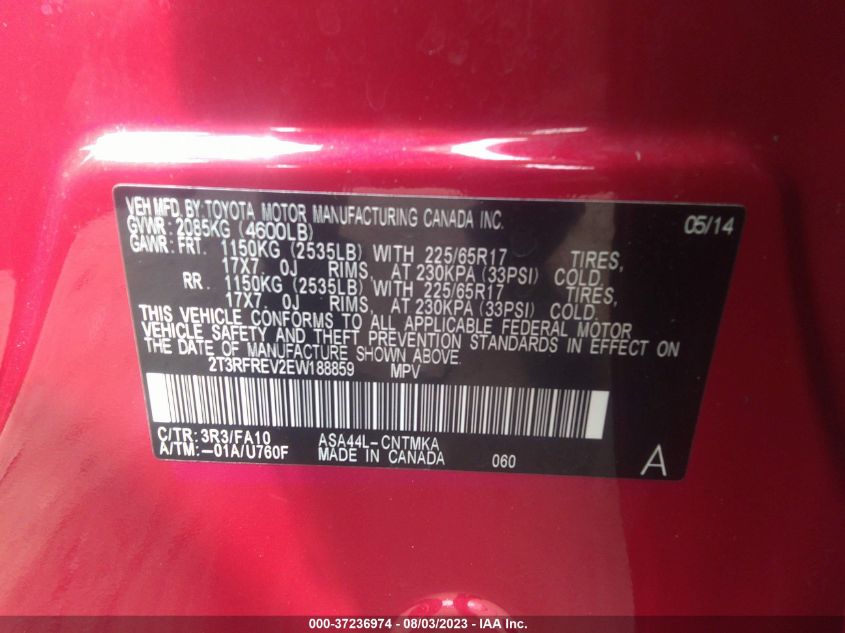 VEH MFD BY: TOYOTA MOTOR MANUFACTURING CANADA INC. 05/14
GVWR: 2085KG (4600LB)
GAWR: FRT 1150KG (2535LB) WITH 225/65R17 TIRES,
17X7. 0J RIMS, AT 230KPA (33PSI) COLD.
RR 1150KG (2535LB) WITH 225/65R17 TIRES,
17X7. 0J RIMS, AT 230KPA (33PSI) COLD.
THIS VEHICLE CONFORMS TO ALL APPLICABLE FEDERAL MOTOR
VEHICLE SAFETY AND THEFT PREVENTION STANDARDS IN EFFECT ON
THE DATE OF MANUFACTURE SHOWN ABOVE.
2T3RFREV2EW188859 MPV
C/TR: 3R3/FA10 ASA44L-CNTMKA
A/TM:-01A/U760F MADE IN CANADA 060 A
000-37236974 - 08/03/2023 - IAA Inc.